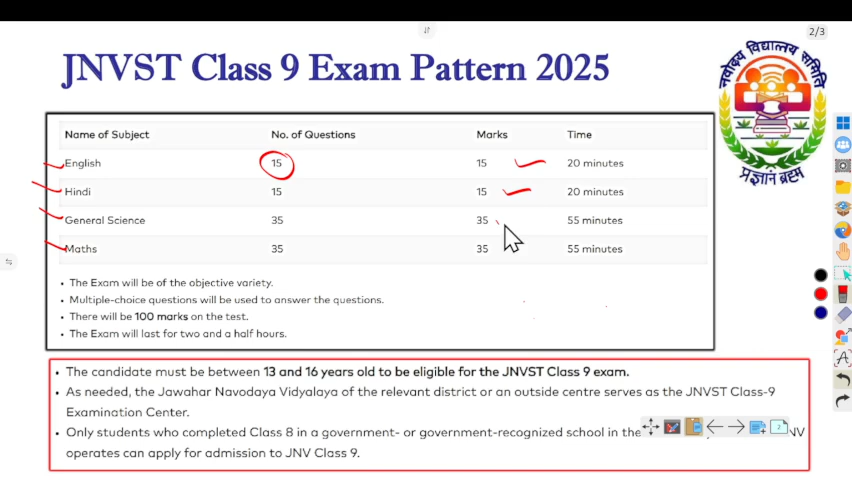 2/3
JNVST Class 9 Exam Pattern 2025
नवोदय विद्यालय समिति
प्रज्ञानं ब्रह्म
Name of Subject No. of Questions Marks Time
English 15 15 20 minutes
Hindi 15 15 20 minutes
General Science 35 35 55 minutes
Maths 35 35 55 minutes
• The Exam will be of the objective variety.
• Multiple-choice questions will be used to answer the questions.
• There will be 100 marks on the test.
• The Exam will last for two and a half hours.
• The candidate must be between 13 and 16 years old to be eligible for the JNVST Class 9 exam.
• As needed, the Jawahar Navodaya Vidyalaya of the relevant district or an outside centre serves as the JNVST Class-9
Examination Center.
• Only students who completed Class 8 in a government- or government-recognized school in the NV
operates can apply for admission to JNV Class 9.